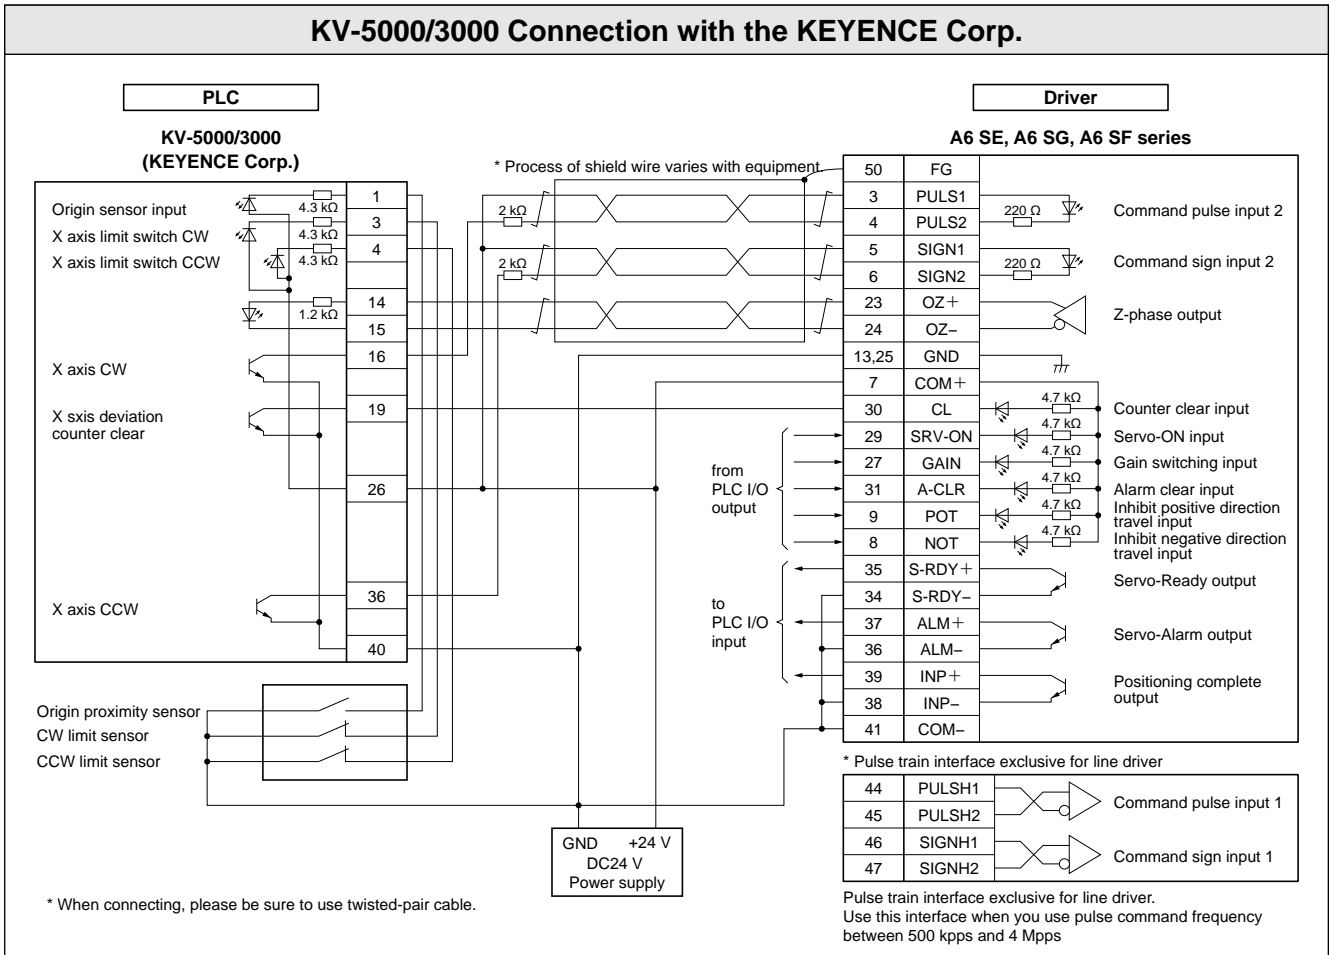 KV-5000/3000 Connection with the KEYENCE Corp.
PLC
Driver
KV-5000/3000
(KEYENCE Corp.)
A6 SE, A6 SG, A6 SF series
* Process of shield wire varies with equipment.
Origin sensor input
4.3 kΩ
1
X axis limit switch CW
4.3 kΩ
3
X axis limit switch CCW
4.3 kΩ
4
1.2 kΩ
14
15
X axis CW
16
X sxis deviation
counter clear
19
26
X axis CCW
36
40
2 kΩ
2 kΩ
50 FG
3 PULS1
4 PULS2
220 Ω
Command pulse input 2
5 SIGN1
6 SIGN2
220 Ω
Command sign input 2
23 OZ+
24 OZ−
Z-phase output
13,25 GND
7 COM+
30 CL 4.7 kΩ Counter clear input
29 SRV-ON 4.7 kΩ Servo-ON input
27 GAIN 4.7 kΩ Gain switching input
31 A-CLR 4.7 kΩ Alarm clear input
9 POT 4.7 kΩ Inhibit positive direction
travel input
8 NOT 4.7 kΩ Inhibit negative direction
travel input
from
PLC I/O
output
35 S-RDY+
34 S-RDY−
Servo-Ready output
37 ALM+
36 ALM−
Servo-Alarm output
39 INP+
38 INP−
Positioning complete
output
41 COM−
to
PLC I/O
input
Origin proximity sensor
CW limit sensor
CCW limit sensor
GND +24 V
DC24 V
Power supply
* Pulse train interface exclusive for line driver
44 PULSH1
45 PULSH2
Command pulse input 1
46 SIGNH1
47 SIGNH2
Command sign input 1
* When connecting, please be sure to use twisted-pair cable.
Pulse train interface exclusive for line driver.
Use this interface when you use pulse command frequency
between 500 kpps and 4 Mpps